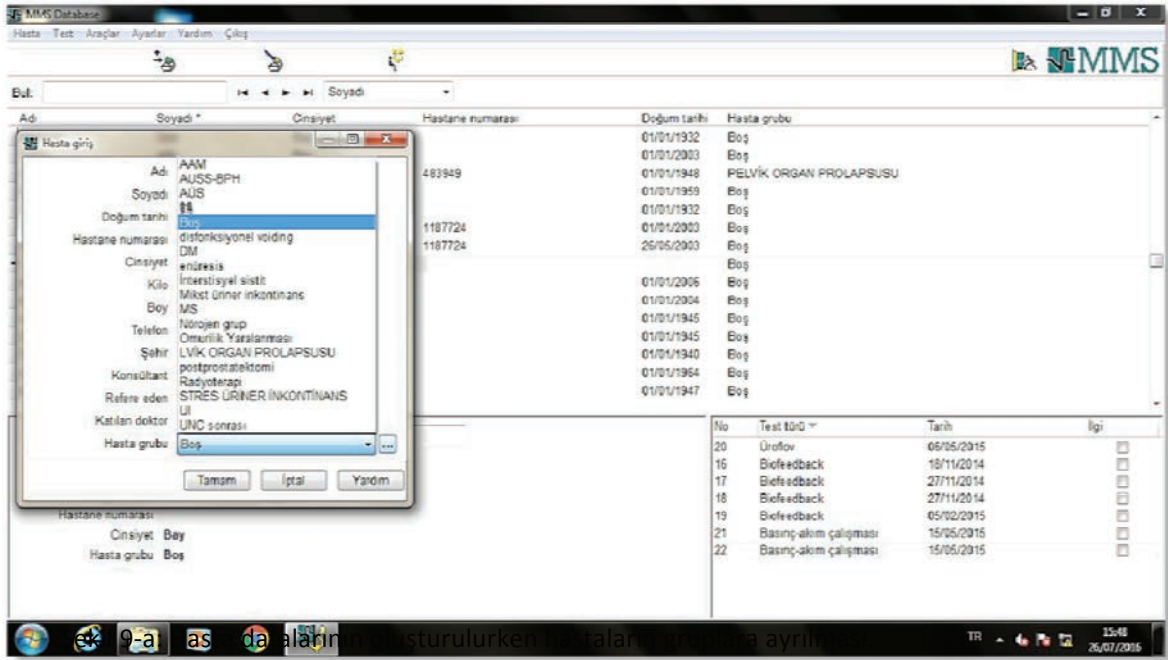 MMS Database
Hasta Test Araçlar Ayarlar Yardım Çıkış
MMS
Bul: Soyadı
Adı Soyadı * Cinsiyet Hastane numarası Doğum tarihi Hasta grubu
01/01/1932 Boş
01/01/2003 Boş
483949 01/01/1948 PELVİK ORGAN PROLAPSUSU
01/01/1959 Boş
01/01/1932 Boş
1187724 01/01/2003 Boş
1187724 26/05/2003 Boş
Boş
01/01/2006 Boş
01/01/2004 Boş
01/01/1945 Boş
01/01/1945 Boş
01/01/1940 Boş
01/01/1964 Boş
01/01/1947 Boş
Hasta giriş
Adı
Soyadı
Doğum tarihi
Hastane numarası
Cinsiyet
Kilo
Boy
Telefon
Şehir
Konsültant
Refere eden
Katılan doktor
Hasta grubu Boş ...
AAM
AUSS-BPH
AÜS
Boş
disfonksiyonel voiding
DM
enüresis
İnterstisyel sistit
Mikst üriner inkontinans
MS
Nörojen grup
Omurilik Yaralanması
LVİK ORGAN PROLAPSUSU
postprostatektomi
Radyoterapi
STRES ÜRİNER İNKONTİNANS
UI
UNC sonrası
Tamam İptal Yardım
Hastane numarası
Cinsiyet Bay
Hasta grubu Boş
No Test türü Tarih İlgi
20 Üroflov 06/05/2015
16 Biofeedback 18/11/2014
17 Biofeedback 27/11/2014
18 Biofeedback 27/11/2014
19 Biofeedback 05/02/2015
21 Basınç-akım çalışması 15/05/2015
22 Basınç-akım çalışması 15/05/2015
9-a: oluşturulurken hastaların
TR 15:48
26/07/2016